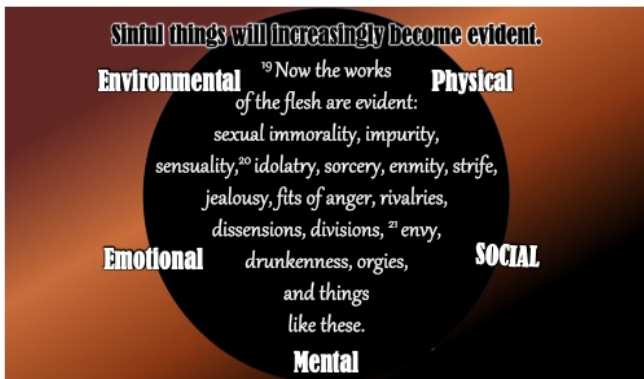 Sinful things will increasingly become evident.
Environmental
Physical
¹⁹ Now the works
of the flesh are evident:
sexual immorality, impurity,
sensuality,²⁰ idolatry, sorcery, enmity, strife,
jealousy, fits of anger, rivalries,
dissensions, divisions, ²¹ envy,
drunkenness, orgies,
and things
like these.
Emotional
SOCIAL
Mental